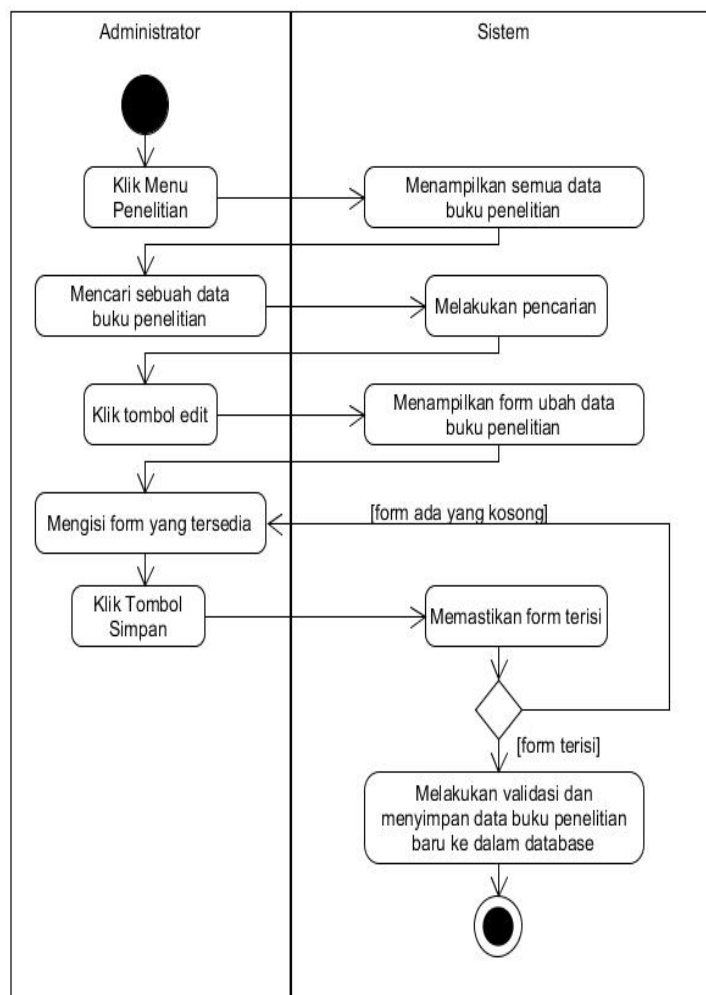 Administrator
Sistem
Klik Menu
Penelitian
Menampilkan semua data
buku penelitian
Mencari sebuah data
buku penelitian
Melakukan pencarian
Klik tombol edit
Menampilkan form ubah data
buku penelitian
Mengisi form yang tersedia
[form ada yang kosong]
Klik Tombol
Simpan
Memastikan form terisi
[form terisi]
Melakukan validasi dan
menyimpan data buku penelitian
baru ke dalam database